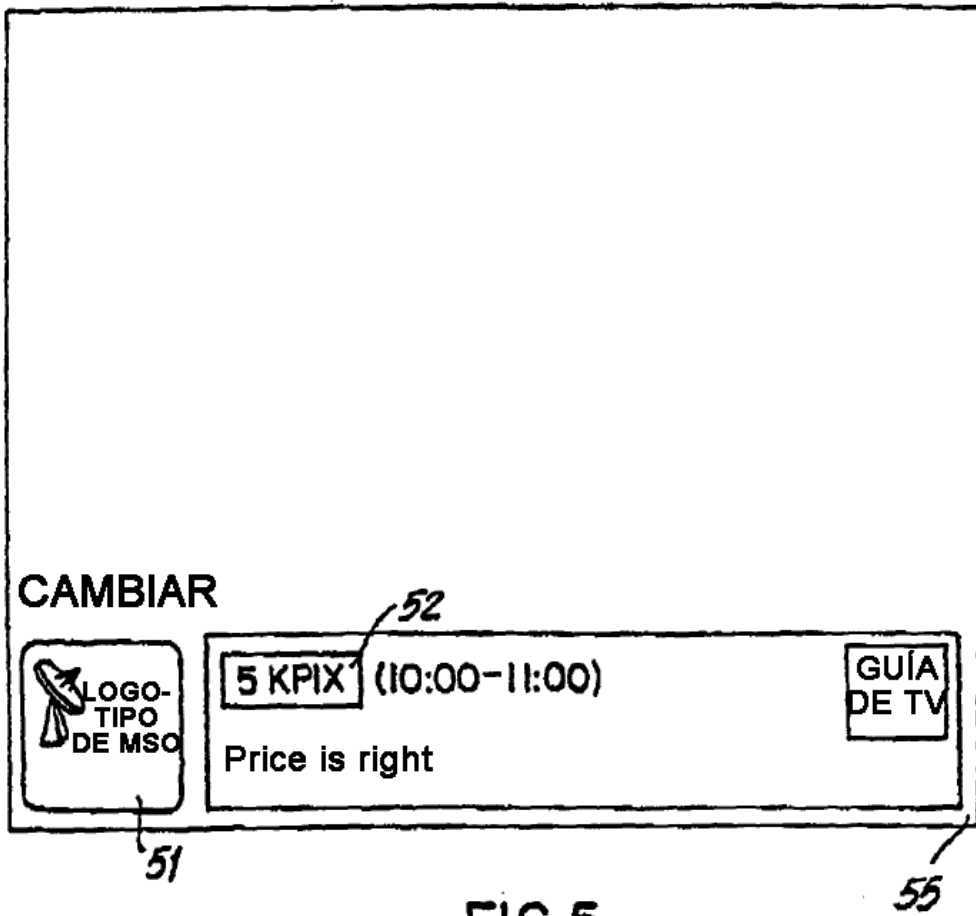 CAMBIAR
52
LOGO-
TIPO
DE MSO
5 KPIX (10:00-11:00)
GUÍA
DE TV
Price is right
51
55
FIG.5